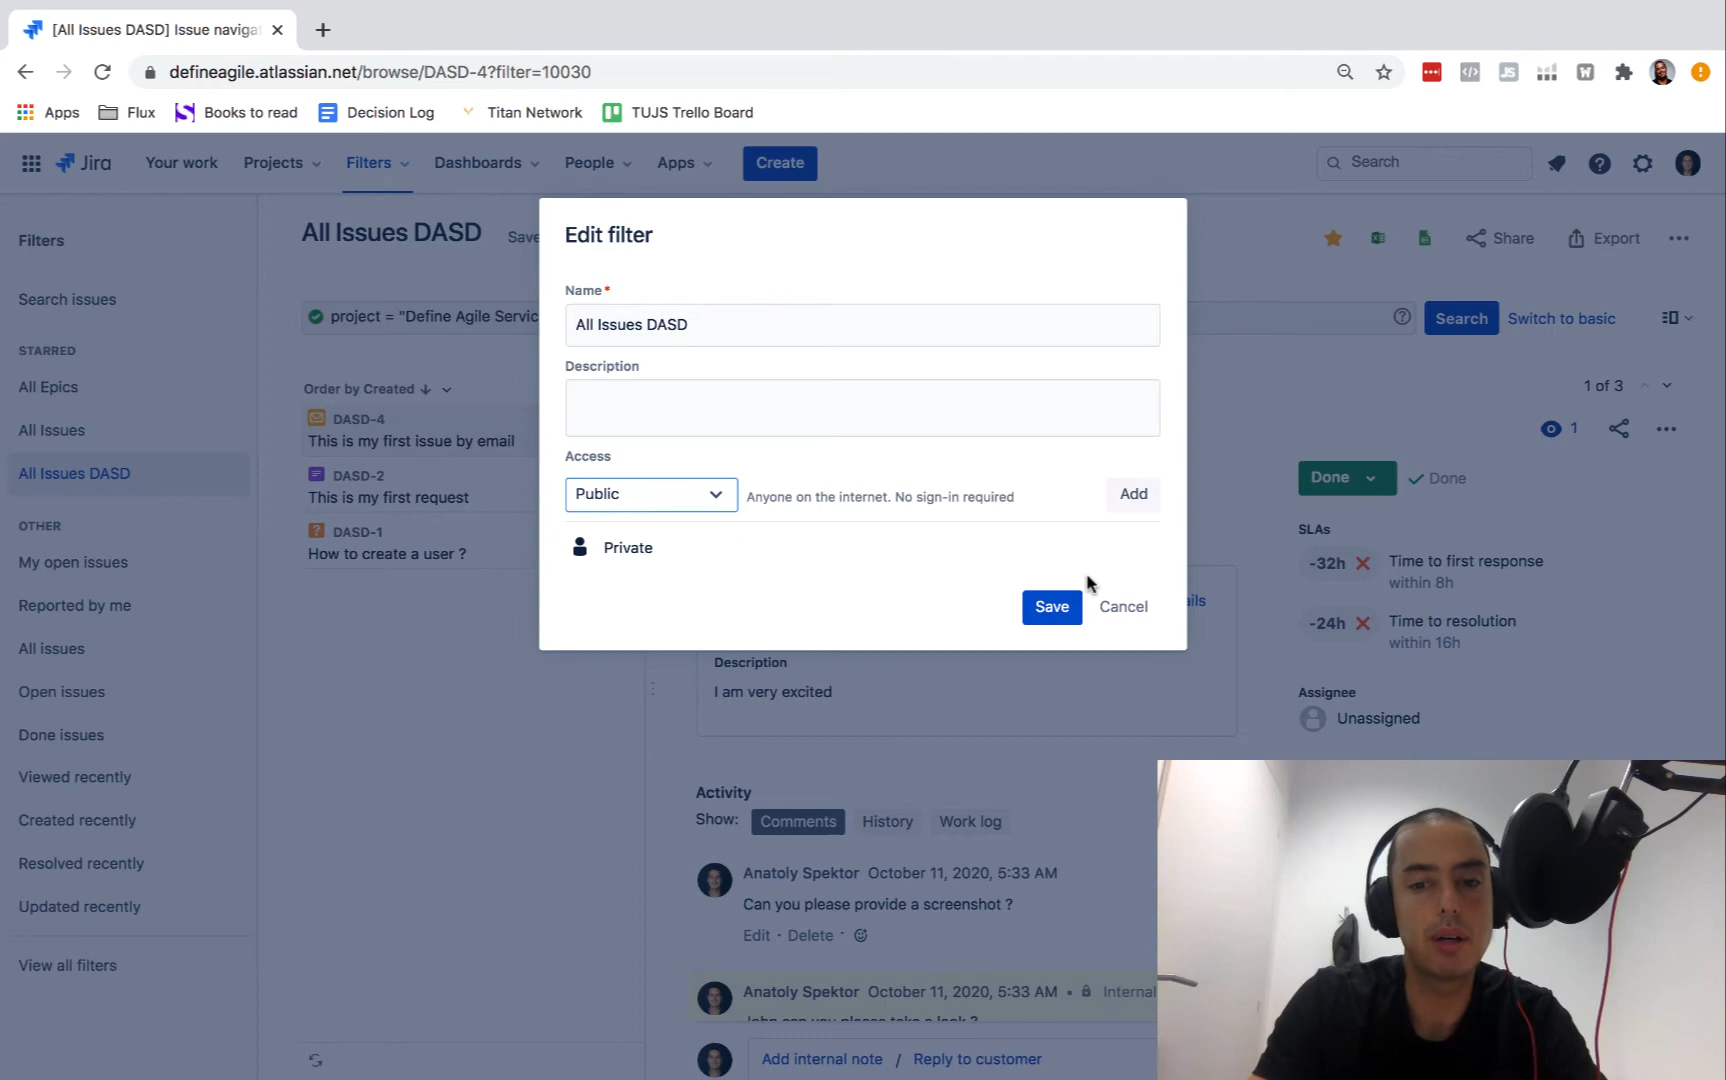 [All Issues DASD] Issue naviga
defineagile.atlassian.net/browse/DASD-4?filter=10030
Apps Flux Books to read Decision Log Titan Network TUJS Trello Board
Jira Your work Projects Filters Dashboards People Apps Create Search
Filters
Search issues
STARRED
All Epics
All Issues
All Issues DASD
OTHER
My open issues
Reported by me
All issues
Open issues
Done issues
Viewed recently
Created recently
Resolved recently
Updated recently
View all filters
All Issues DASD Save
Share Export
project = "Define Agile Servic
Search Switch to basic
Order by Created
DASD-4
This is my first issue by email
DASD-2
This is my first request
DASD-1
How to create a user ?
Edit filter
Name*
All Issues DASD
Description
Access
Public Anyone on the internet. No sign-in required Add
Private
Save Cancel
ails
Description
I am very excited
Activity
Show: Comments History Work log
Anatoly Spektor October 11, 2020, 5:33 AM
Can you please provide a screenshot ?
Edit · Delete ·
Anatoly Spektor October 11, 2020, 5:33 AM • Internal
John can you please take a look ?
Add internal note / Reply to customer
1 of 3
1
Done Done
SLAs
-32h Time to first response
within 8h
-24h Time to resolution
within 16h
Assignee
Unassigned